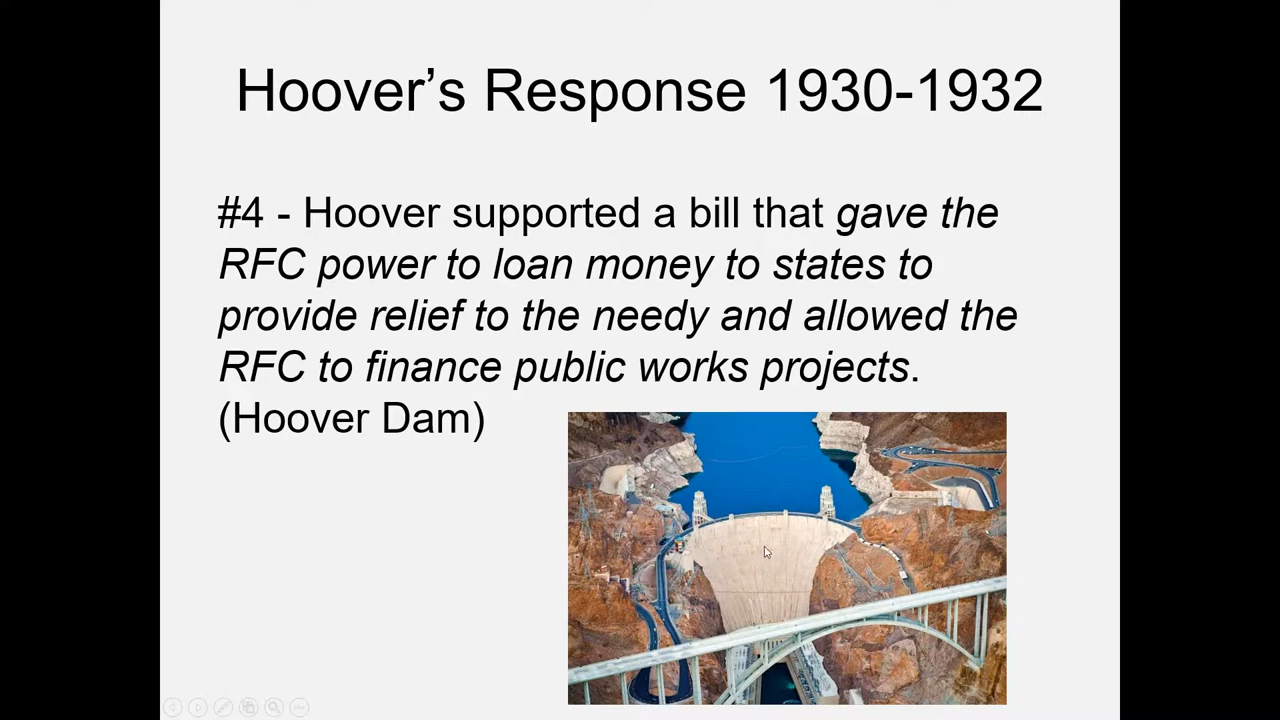 Hoover’s Response 1930-1932
#4 - Hoover supported a bill that gave the
RFC power to loan money to states to
provide relief to the needy and allowed the
RFC to finance public works projects.
(Hoover Dam)